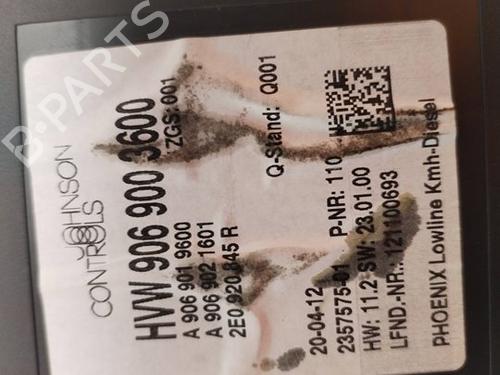 JOHNSON
CONTROLS
HVW 906 900 3600
ZGS: 001
A 906 901 9600
A 906 902 1601
2E0 920 845 R
Q-Stand: Q001
20-04-12
P-NR: 110
2357575-01
HW: 11.2 SW: 23.01.00
LFND.-NR.: 121100693
PHOENIX Lowline Kmh-Diesel
B-PARTS